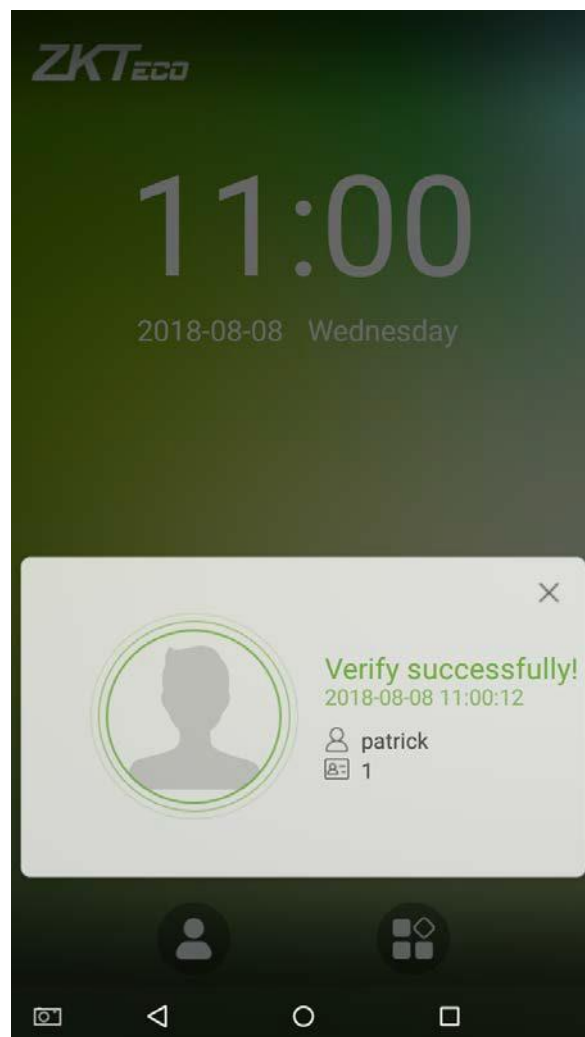 ZKTECO
11:00
2018-08-08 Wednesday
Verify successfully!
2018-08-08 11:00:12
patrick
1